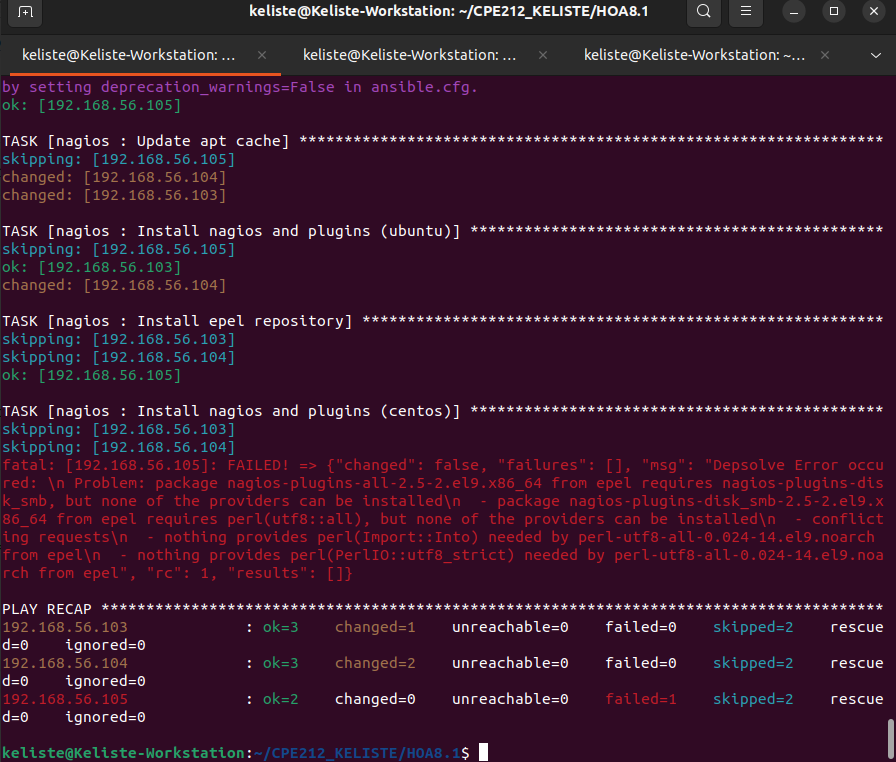 keliste@Keliste-Workstation: ~/CPE212_KELISTE/HOA8.1
keliste@Keliste-Workstation: ... × keliste@Keliste-Workstation: ... × keliste@Keliste-Workstation: ~... ×
by setting deprecation_warnings=False in ansible.cfg.
ok: [192.168.56.105]
TASK [nagios : Update apt cache] *****************************************************************
skipping: [192.168.56.105]
changed: [192.168.56.104]
changed: [192.168.56.103]
TASK [nagios : Install nagios and plugins (ubuntu)] **********************************************
skipping: [192.168.56.105]
ok: [192.168.56.103]
changed: [192.168.56.104]
TASK [nagios : Install epel repository] **********************************************************
skipping: [192.168.56.103]
skipping: [192.168.56.104]
ok: [192.168.56.105]
TASK [nagios : Install nagios and plugins (centos)] **********************************************
skipping: [192.168.56.103]
skipping: [192.168.56.104]
fatal: [192.168.56.105]: FAILED! => {"changed": false, "failures": [], "msg": "Depsolve Error occu
red: \n Problem: package nagios-plugins-all-2.5-2.el9.x86_64 from epel requires nagios-plugins-dis
k_smb, but none of the providers can be installed\n  - package nagios-plugins-disk_smb-2.5-2.el9.x
86_64 from epel requires perl(utf8::all), but none of the providers can be installed\n  - conflict
ing requests\n  - nothing provides perl(Import::Into) needed by perl-utf8-all-0.024-14.el9.noarch
from epel\n  - nothing provides perl(PerlIO::utf8_strict) needed by perl-utf8-all-0.024-14.el9.noa
rch from epel", "rc": 1, "results": []}
PLAY RECAP ***************************************************************************************
192.168.56.103             : ok=3    changed=1    unreachable=0    failed=0    skipped=2    rescue
d=0    ignored=0
192.168.56.104             : ok=3    changed=2    unreachable=0    failed=0    skipped=2    rescue
d=0    ignored=0
192.168.56.105             : ok=2    changed=0    unreachable=0    failed=1    skipped=2    rescue
d=0    ignored=0
keliste@Keliste-Workstation:~/CPE212_KELISTE/HOA8.1$